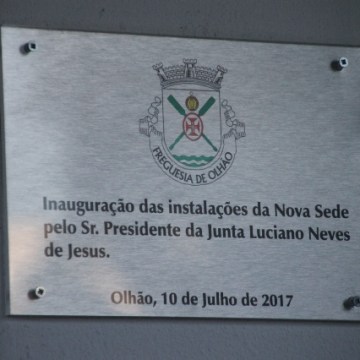 FREGUESIA DE OLHÃO
Inauguração das instalações da Nova Sede
pelo Sr. Presidente da Junta Luciano Neves
de Jesus.
Olhão, 10 de Julho de 2017